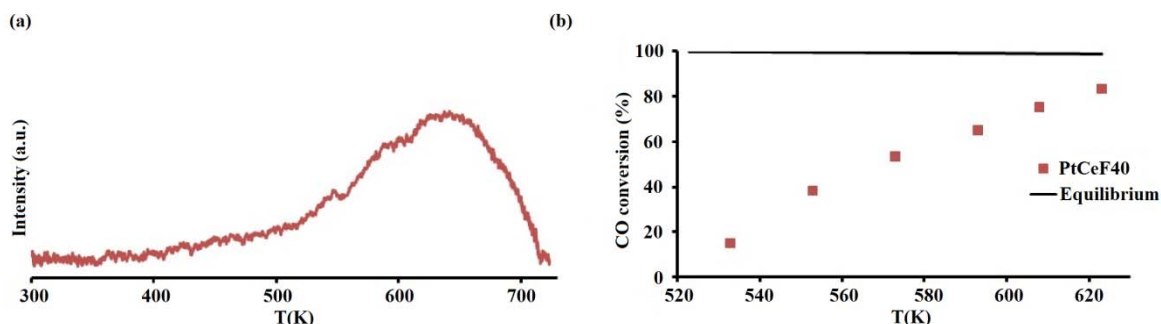 (a)
Intensity (a.u.)
300 400 500 600 700
T(K)
(b)
CO conversion (%)
100
80
60
40
20
0
520 540 560 580 600 620
T(K)
PtCeF40
Equilibrium